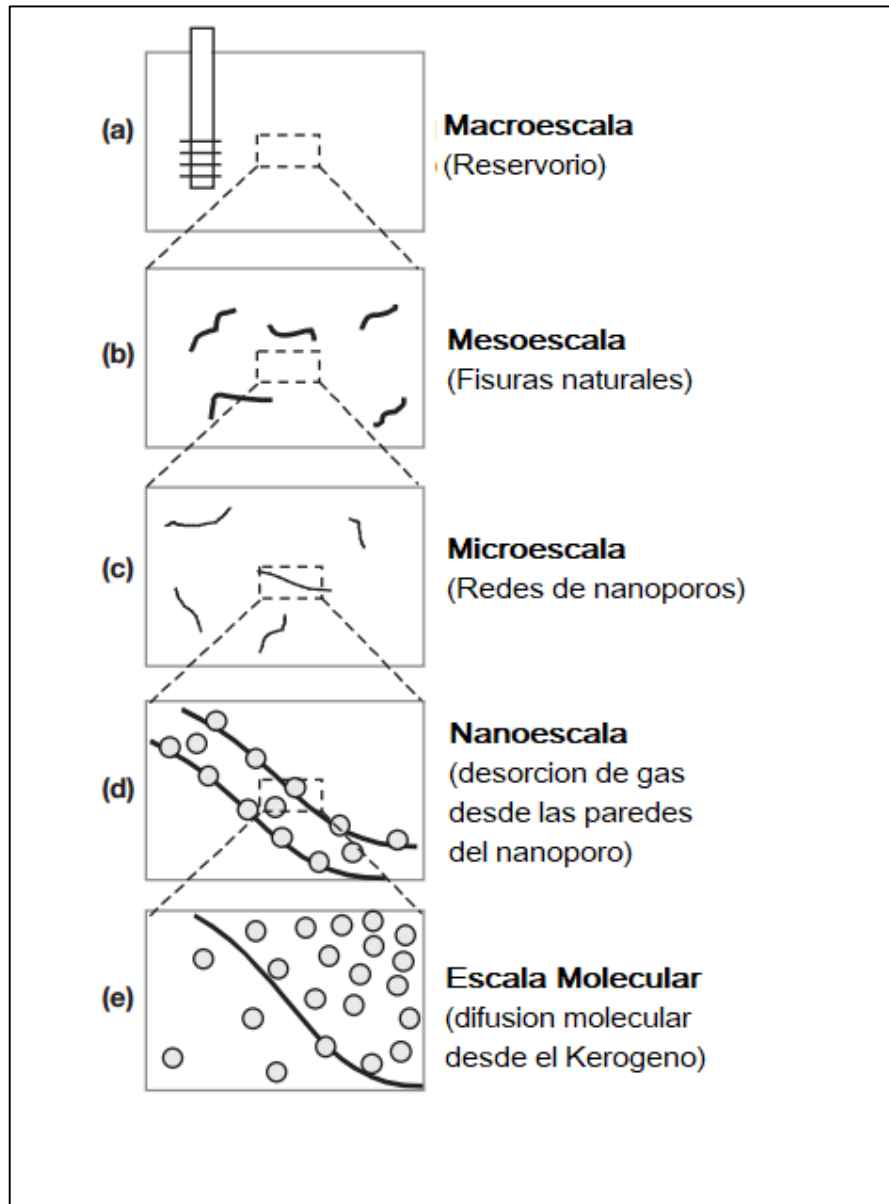 (a)
Macroescala
(Reservorio)
(b)
Mesoescala
(Fisuras naturales)
(c)
Microescala
(Redes de nanoporos)
(d)
Nanoescala
(desorcion de gas
desde las paredes
del nanoporo)
(e)
Escala Molecular
(difusion molecular
desde el Kerogeno)